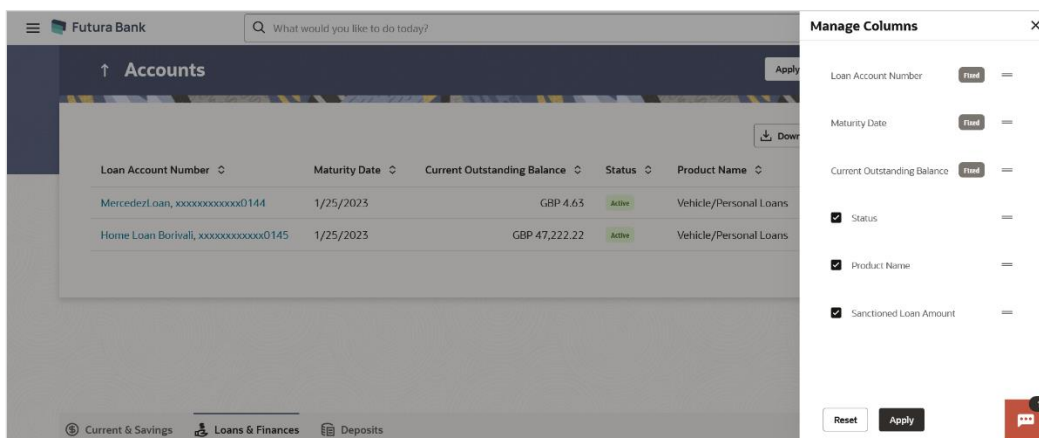 Futura Bank
What would you like to do today?
Manage Columns
↑ Accounts
Apply
Loan Account Number Fixed
Maturity Date Fixed
Current Outstanding Balance Fixed
Status
Product Name
Sanctioned Loan Amount
Reset Apply
Loan Account Number Maturity Date Current Outstanding Balance Status Product Name
MercedezLoan, xxxxxxxxxxxx0144 1/25/2023 GBP 4.63 Active Vehicle/Personal Loans
Home Loan Borivali, xxxxxxxxxxxx0145 1/25/2023 GBP 47,222.22 Active Vehicle/Personal Loans
Current & Savings Loans & Finances Deposits